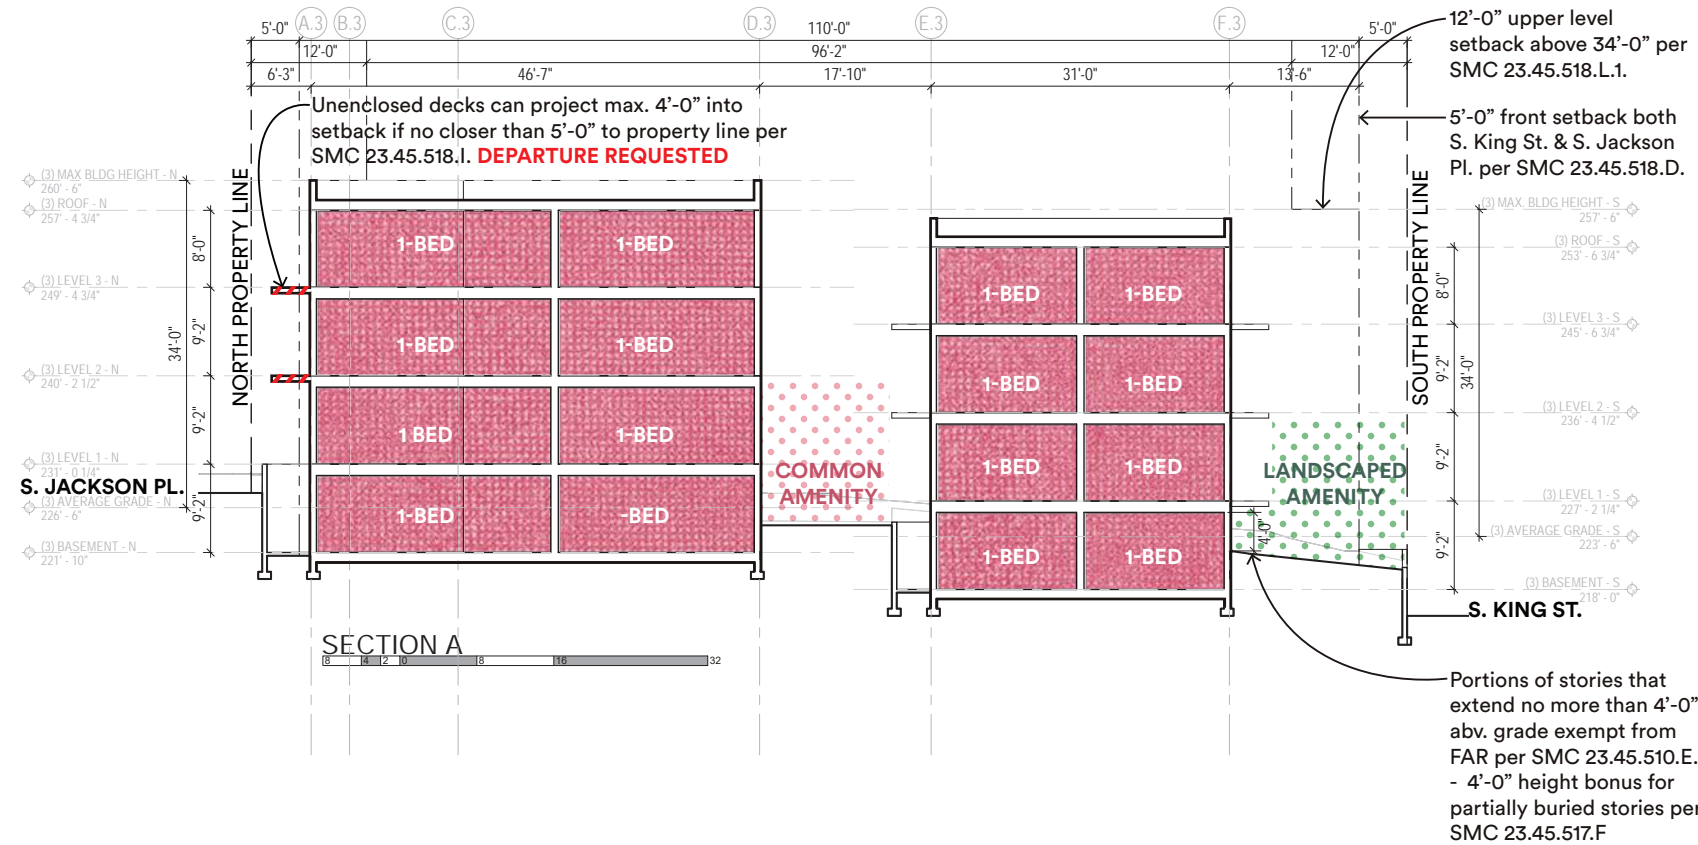 A.3 B.3 C.3 D.3 E.3 F.3
5'-0" 110'-0" 5'-0"
12'-0" 96'-2" 12'-0"
6'-3" 46'-7" 17'-10" 31'-0" 13'-6"
12'-0" upper level
setback above 34'-0" per
SMC 23.45.518.L.1.
5'-0" front setback both
S. King St. & S. Jackson
Pl. per SMC 23.45.518.D.
Unenclosed decks can project max. 4'-0" into
setback if no closer than 5'-0" to property line per
SMC 23.45.518.I. DEPARTURE REQUESTED
(3) MAX BLDG HEIGHT - N
260' - 6"
(3) ROOF - N
257' - 4 3/4"
(3) LEVEL 3 - N
249' - 4 3/4"
(3) LEVEL 2 - N
240' - 2 1/2"
(3) LEVEL 1 - N
231' - 0 1/4"
S. JACKSON PL.
(3) AVERAGE GRADE - N
226' - 6"
(3) BASEMENT - N
221' - 10"
34'-0"
8'-0"
9'-2"
9'-2"
9'-2"
NORTH PROPERTY LINE
1-BED 1-BED
1-BED 1-BED
1 BED 1-BED
1-BED -BED
COMMON
AMENITY
1-BED 1-BED
1-BED 1-BED
1-BED 1-BED
1-BED 1-BED
LANDSCAPED
AMENITY
4'-0"
SOUTH PROPERTY LINE
8'-0"
9'-2"
9'-2"
9'-2"
34'-0"
(3) MAX. BLDG HEIGHT - S
257' - 6"
(3) ROOF - S
253' - 6 3/4"
(3) LEVEL 3 - S
245' - 6 3/4"
(3) LEVEL 2 - S
236' - 4 1/2"
(3) LEVEL 1 - S
227' - 2 1/4"
(3) AVERAGE GRADE - S
223' - 6"
(3) BASEMENT - S
218' - 0"
S. KING ST.
SECTION A
8 4 2 0 8 16 32
Portions of stories that
extend no more than 4'-0"
abv. grade exempt from
FAR per SMC 23.45.510.E.
- 4'-0" height bonus for
partially buried stories per
SMC 23.45.517.F